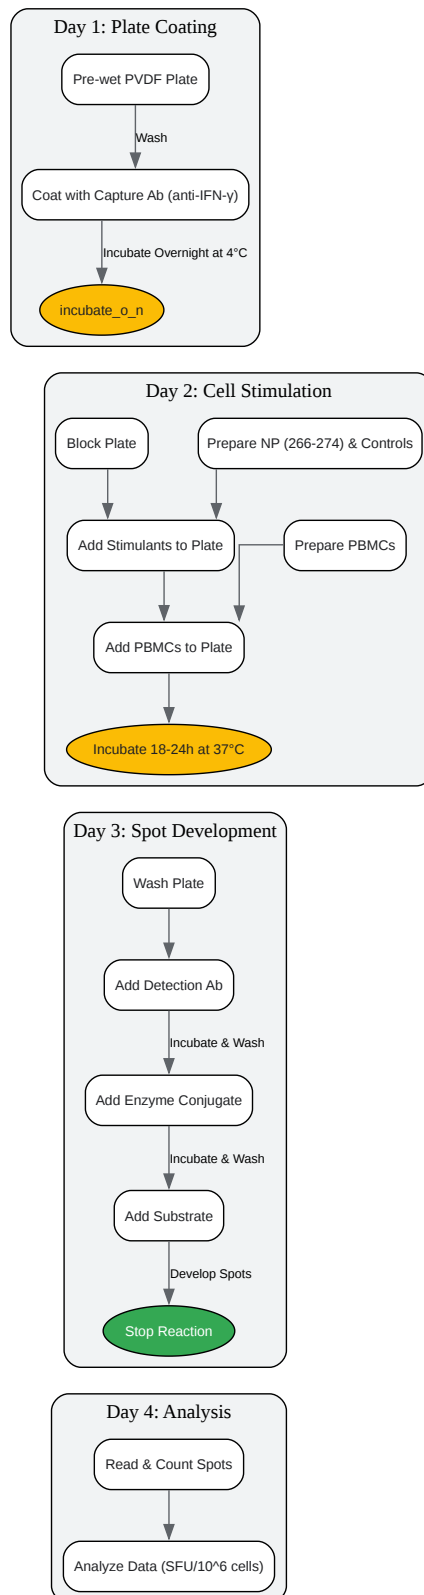 Day 1: Plate Coating
Pre-wet PVDF Plate
Wash
Coat with Capture Ab (anti-IFN-γ)
Incubate Overnight at 4°C
incubate_o_n
Day 2: Cell Stimulation
Block Plate
Prepare NP (266-274) & Controls
Add Stimulants to Plate
Prepare PBMCs
Add PBMCs to Plate
Incubate 18-24h at 37°C
Day 3: Spot Development
Wash Plate
Add Detection Ab
Incubate & Wash
Add Enzyme Conjugate
Incubate & Wash
Add Substrate
Develop Spots
Stop Reaction
Day 4: Analysis
Read & Count Spots
Analyze Data (SFU/10^6 cells)